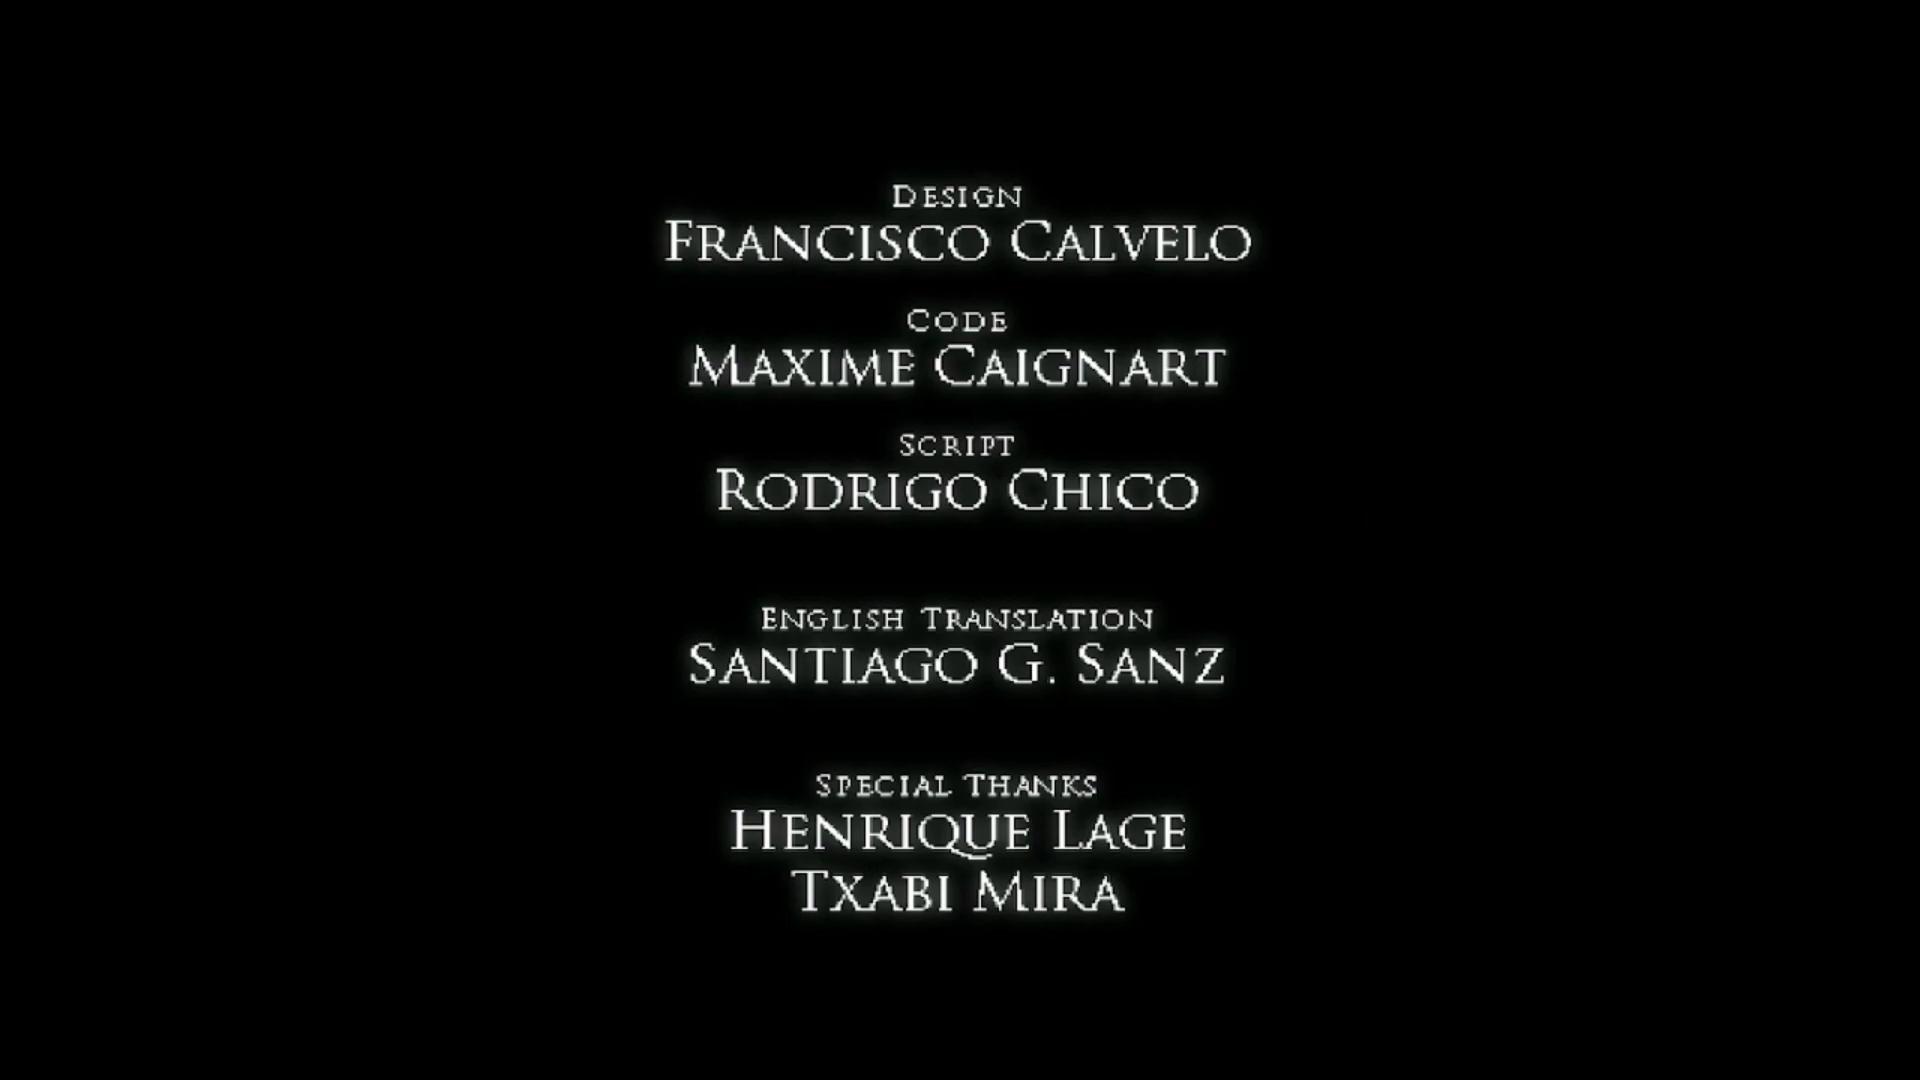 DESIGN
FRANCISCO CALVELO
CODE
MAXIME CAIGNART
SCRIPT
RODRIGO CHICO
ENGLISH TRANSLATION
SANTIAGO G. SANZ
SPECIAL THANKS
HENRIQUE LAGE
TXABI MIRA